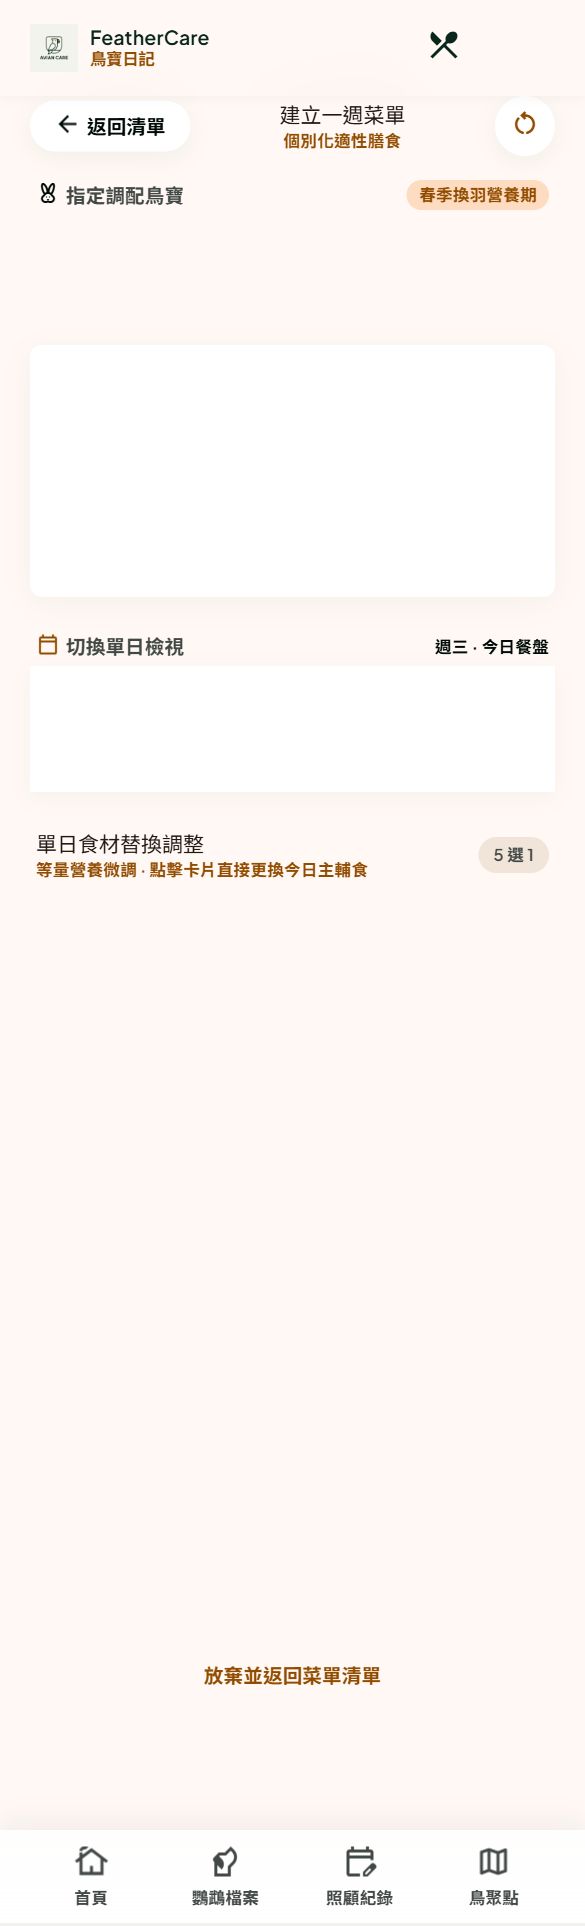 AVIAN CARE
FeatherCare
鳥寶日記
返回清單
建立一週菜單
個別化適性膳食
指定調配鳥寶
春季換羽營養期
切換單日檢視
週三 · 今日餐盤
單日食材替換調整
等量營養微調 · 點擊卡片直接更換今日主輔食
5 選 1
放棄並返回菜單清單
首頁
鸚鵡檔案
照顧紀錄
鳥聚點